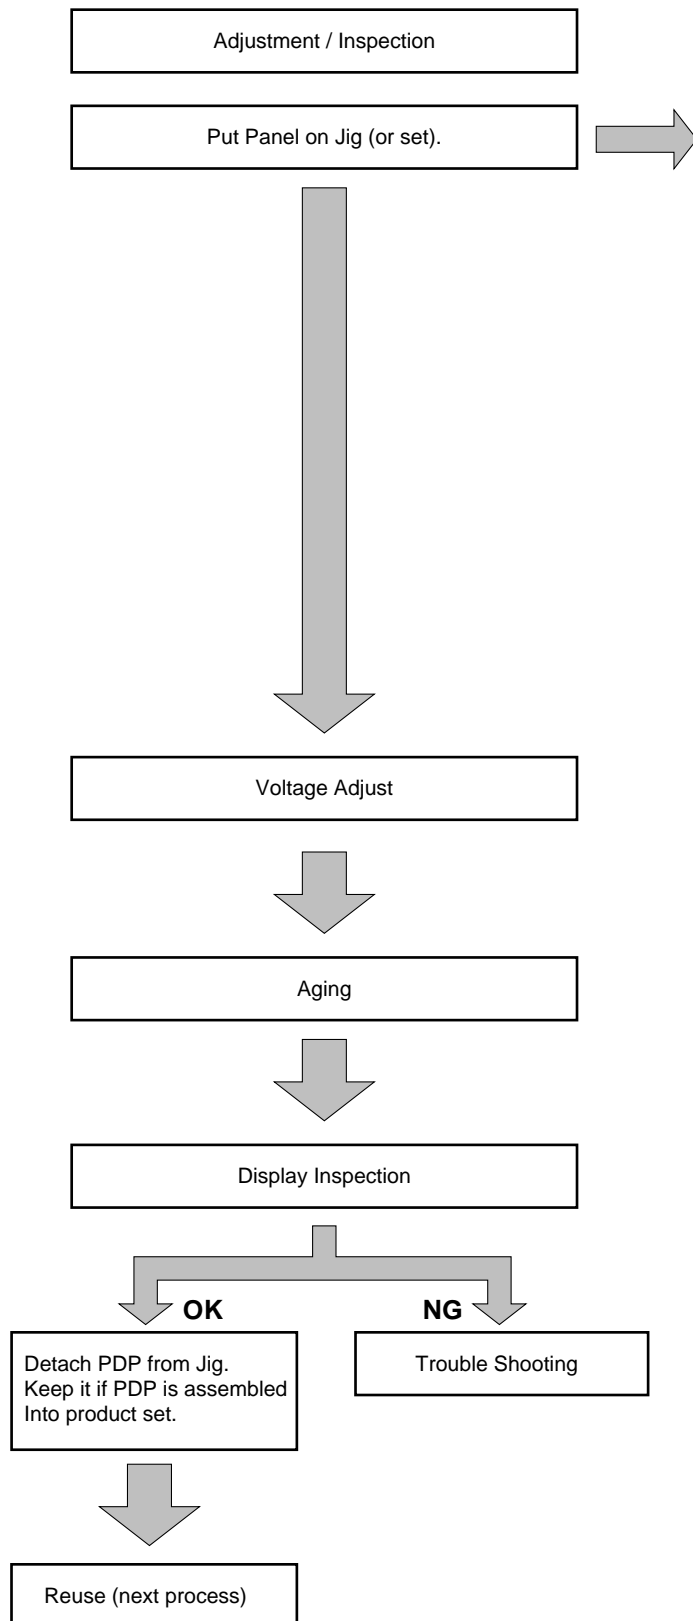 Adjustment / Inspection
Put Panel on Jig (or set).
Voltage Adjust
Aging
Display Inspection
OK
NG
Detach PDP from Jig.
Keep it if PDP is assembled
Into product set.
Trouble Shooting
Reuse (next process)